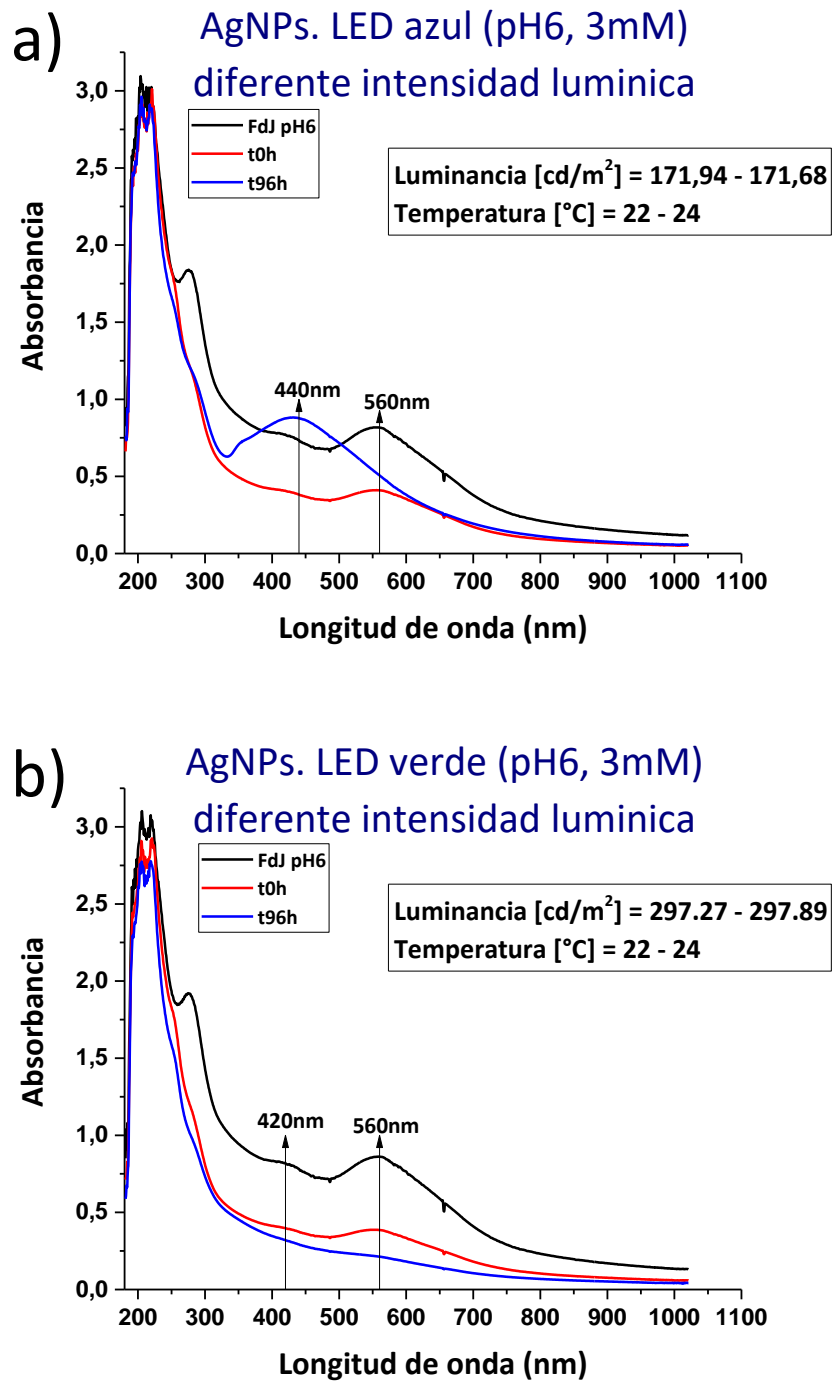 a)
AgNPs. LED azul (pH6, 3mM)
diferente intensidad luminica
FdJ pH6
t0h
t96h
Luminancia [cd/m²] = 171,94 - 171,68
Temperatura [°C] = 22 - 24
440nm
560nm
Absorbancia
3,0
2,5
2,0
1,5
1,0
0,5
0,0
200 300 400 500 600 700 800 900 1000 1100
Longitud de onda (nm)
b)
AgNPs. LED verde (pH6, 3mM)
diferente intensidad luminica
FdJ pH6
t0h
t96h
Luminancia [cd/m²] = 297.27 - 297.89
Temperatura [°C] = 22 - 24
420nm
560nm
Absorbancia
3,0
2,5
2,0
1,5
1,0
0,5
0,0
200 300 400 500 600 700 800 900 1000 1100
Longitud de onda (nm)